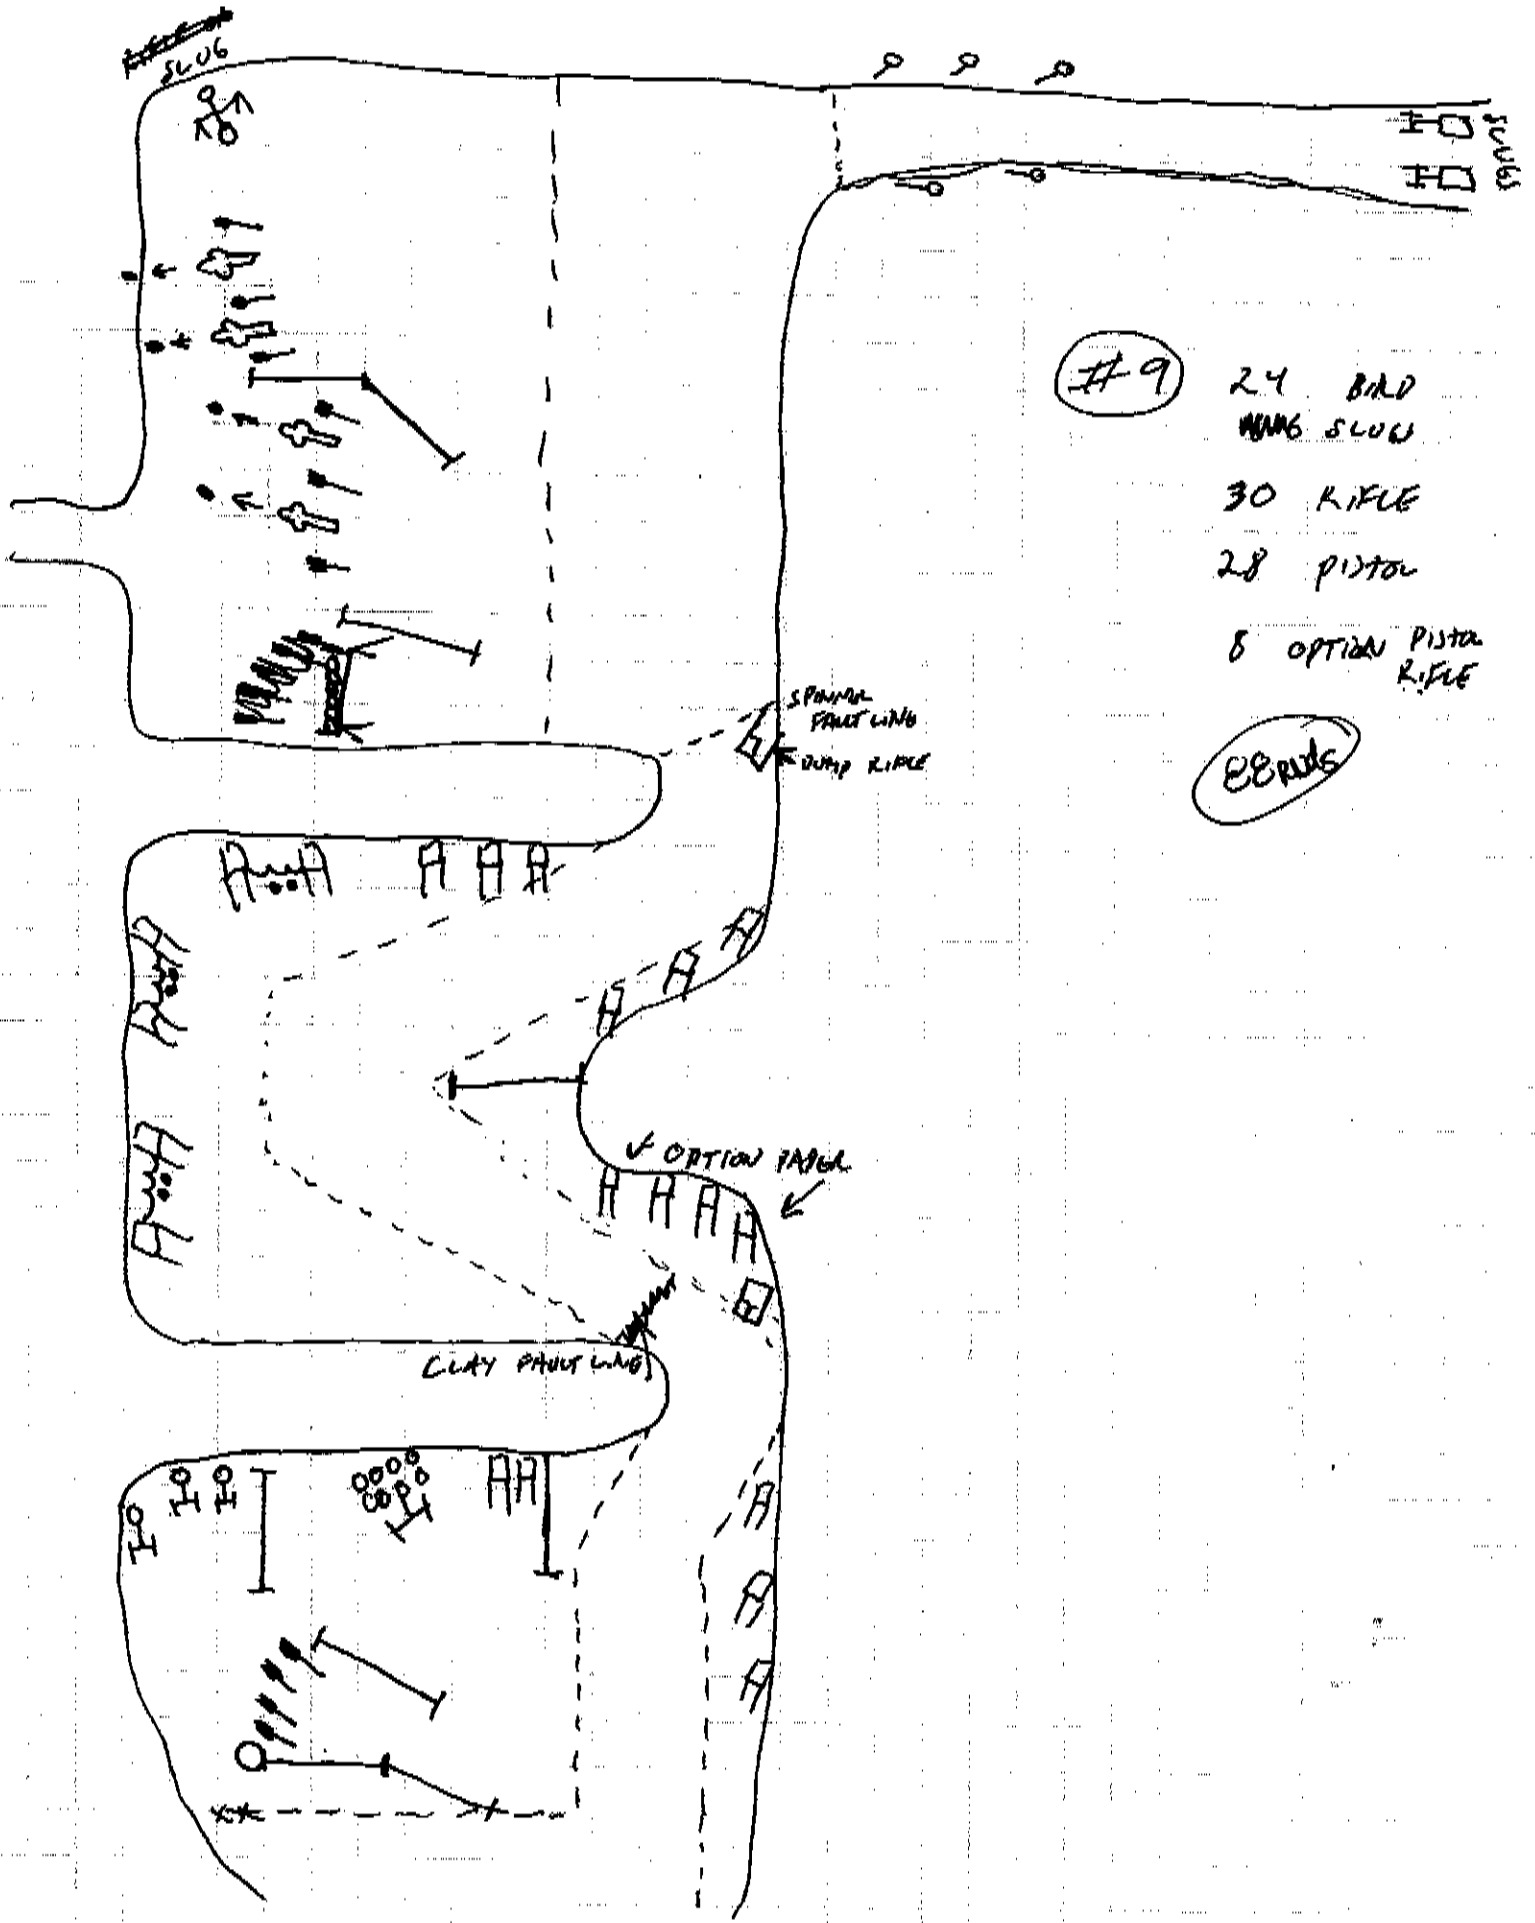 SLUG
SLUGS
#9
24 BIRD
SLUG
30 RIFLE
28 PISTOL
8 OPTION PISTOL
RIFLE
88 RNDS
SPINNER
FAULT LINE
DUMP RIFLE
OPTION PAPER
CLAY FAULT LINE